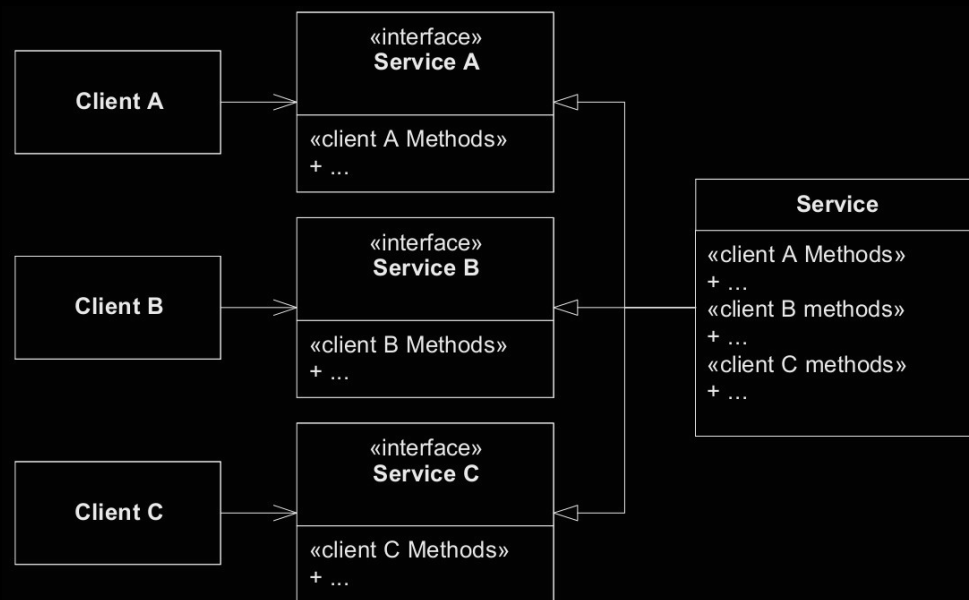 Client A
«interface»
Service A
«client A Methods»
+ ...
Client B
«interface»
Service B
«client B Methods»
+ ...
Client C
«interface»
Service C
«client C Methods»
+ ...
Service
«client A Methods»
+ ...
«client B methods»
+ ...
«client C methods»
+ ...